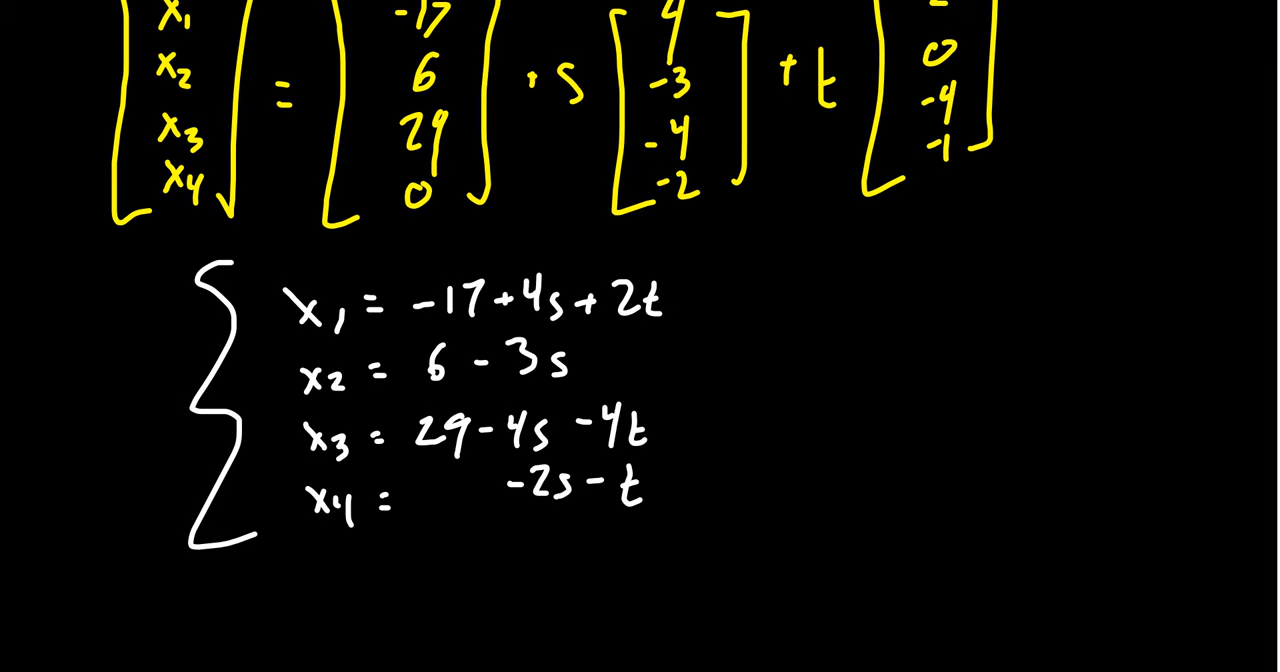 x1 -17 4
x2 = 6 + s -3 + t 0
x3 29 -4 -4
x4 0 -2 -1
x1 = -17 + 4s + 2t
x2 = 6 - 3s
x3 = 29 - 4s - 4t
x4 = -2s - t